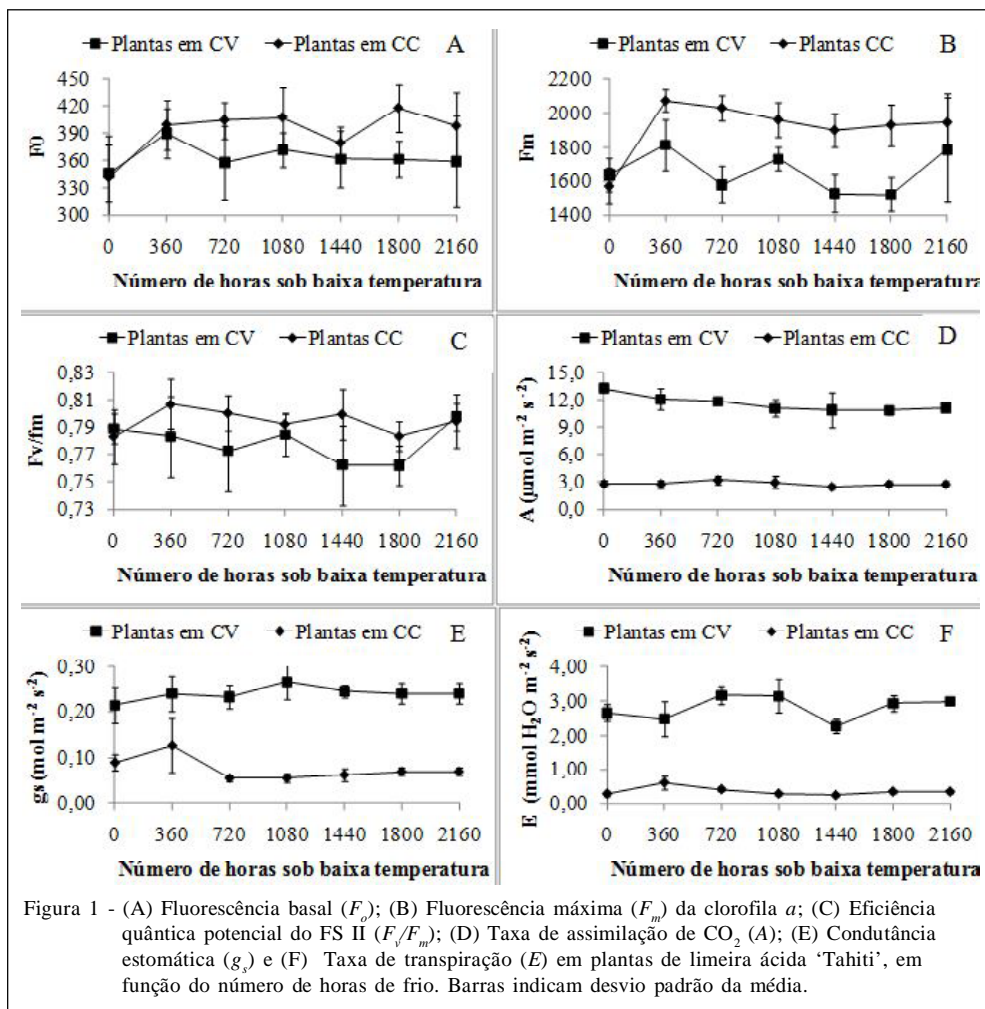 Plantas em CV Plantas em CC A
F0
450
420
390
360
330
300
0 360 720 1080 1440 1800 2160
Número de horas sob baixa temperatura
Plantas em CV Plantas CC B
Fm
2200
2000
1800
1600
1400
0 360 720 1080 1440 1800 2160
Número de horas sob baixa temperatura
Plantas em CV Plantas CC C
Fv/fm
0,83
0,81
0,79
0,77
0,75
0,73
0 360 720 1080 1440 1800 2160
Número de horas sob baixa temperatura
Plantas em CV Plantas em CC D
A (µmol m⁻² s⁻²)
15,0
12,0
9,0
6,0
3,0
0,0
0 360 720 1080 1440 1800 2160
Número de horas sob baixa temperatura
Plantas em CV Plantas em CC E
gs (mol m⁻² s⁻²)
0,30
0,20
0,10
0,00
0 360 720 1080 1440 1800 2160
Número de horas sob baixa temperatura
Plantas em CV Plantas em CC F
E (mmol H₂O m⁻² s⁻²)
4,00
3,00
2,00
1,00
0,00
0 360 720 1080 1440 1800 2160
Número de horas sob baixa temperatura
Figura 1 - (A) Fluorescência basal (Fₒ); (B) Fluorescência máxima (Fₘ) da clorofila a; (C) Eficiência
quântica potencial do FS II (Fᵥ/Fₘ); (D) Taxa de assimilação de CO₂ (A); (E) Condutância
estomática (gₛ) e (F) Taxa de transpiração (E) em plantas de limeira ácida ‘Tahiti’, em
função do número de horas de frio. Barras indicam desvio padrão da média.